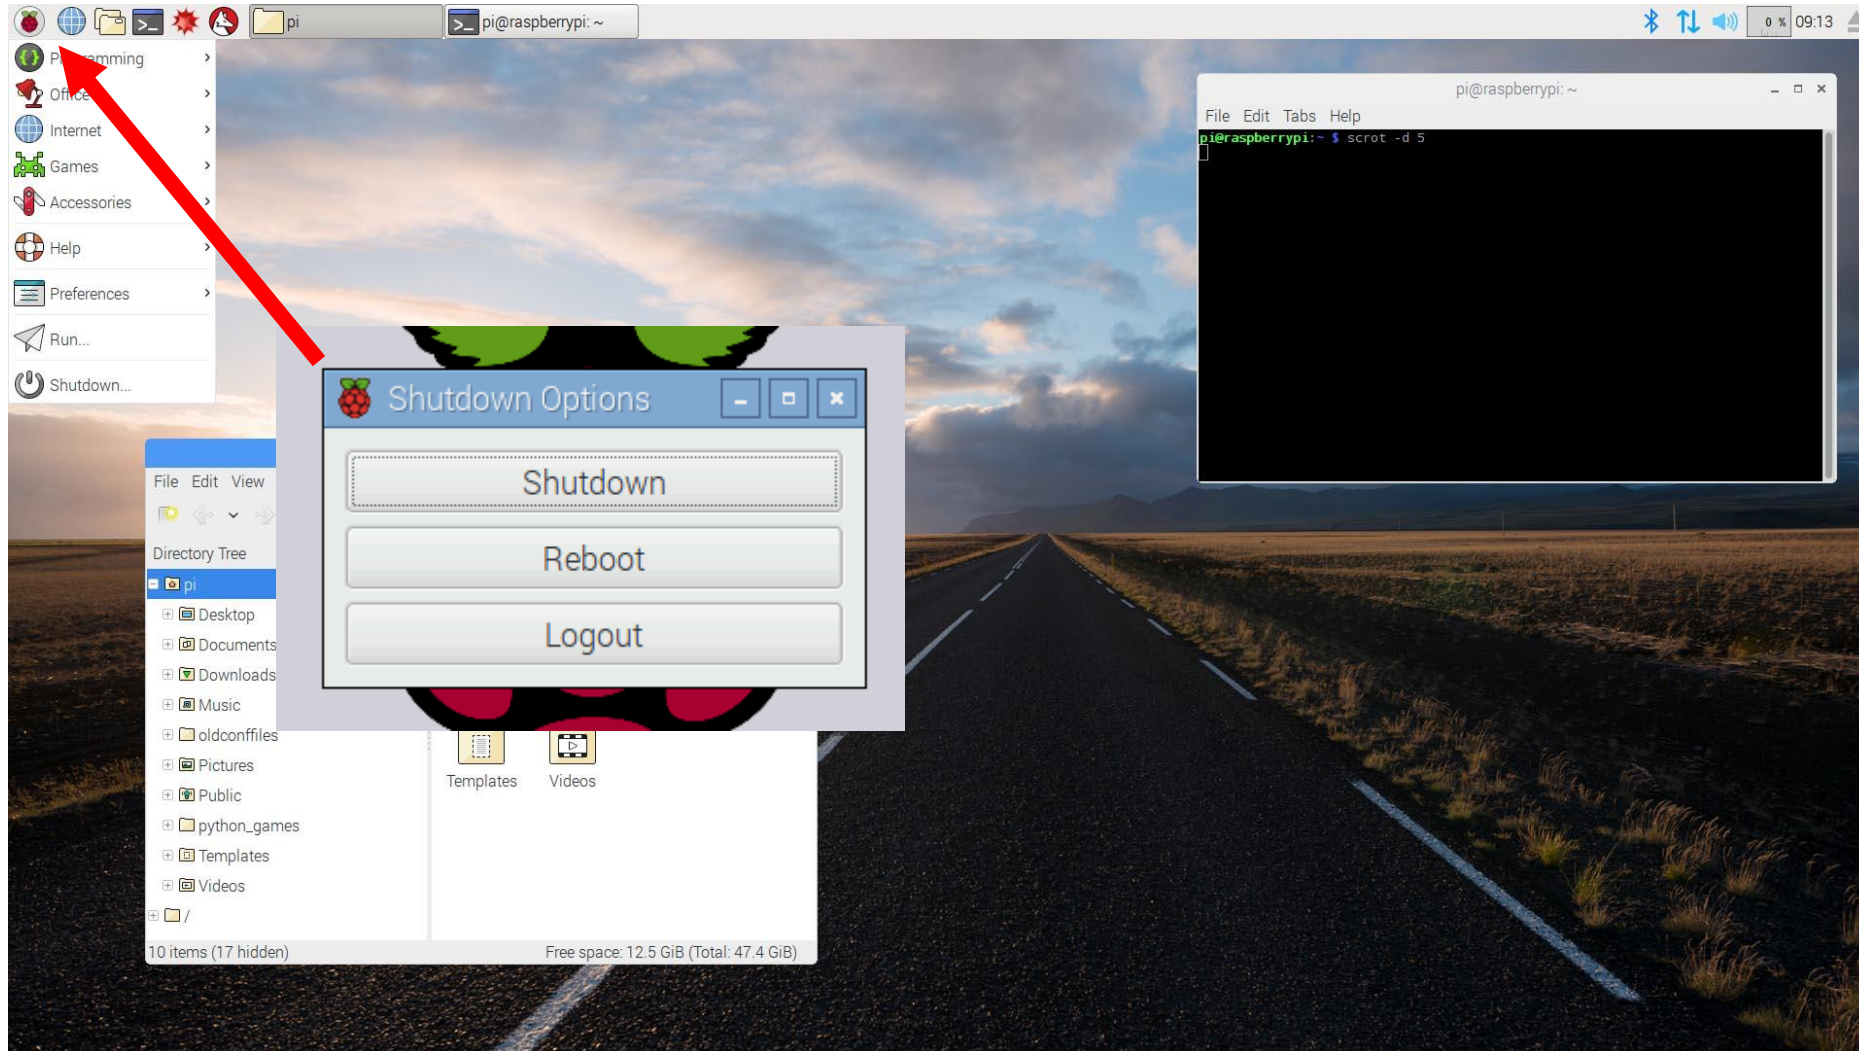 pi
pi@raspberrypi: ~
0 %
09:13
Programming
Office
Internet
Games
Accessories
Help
Preferences
Run...
Shutdown...
pi@raspberrypi: ~
File Edit Tabs Help
pi@raspberrypi:~ $ scrot -d 5
Shutdown Options
Shutdown
Reboot
Logout
File Edit View
Directory Tree
pi
Desktop
Documents
Downloads
Music
oldconffiles
Pictures
Public
python_games
Templates
Videos
/
Templates
Videos
10 items (17 hidden)
Free space: 12.5 GiB (Total: 47.4 GiB)